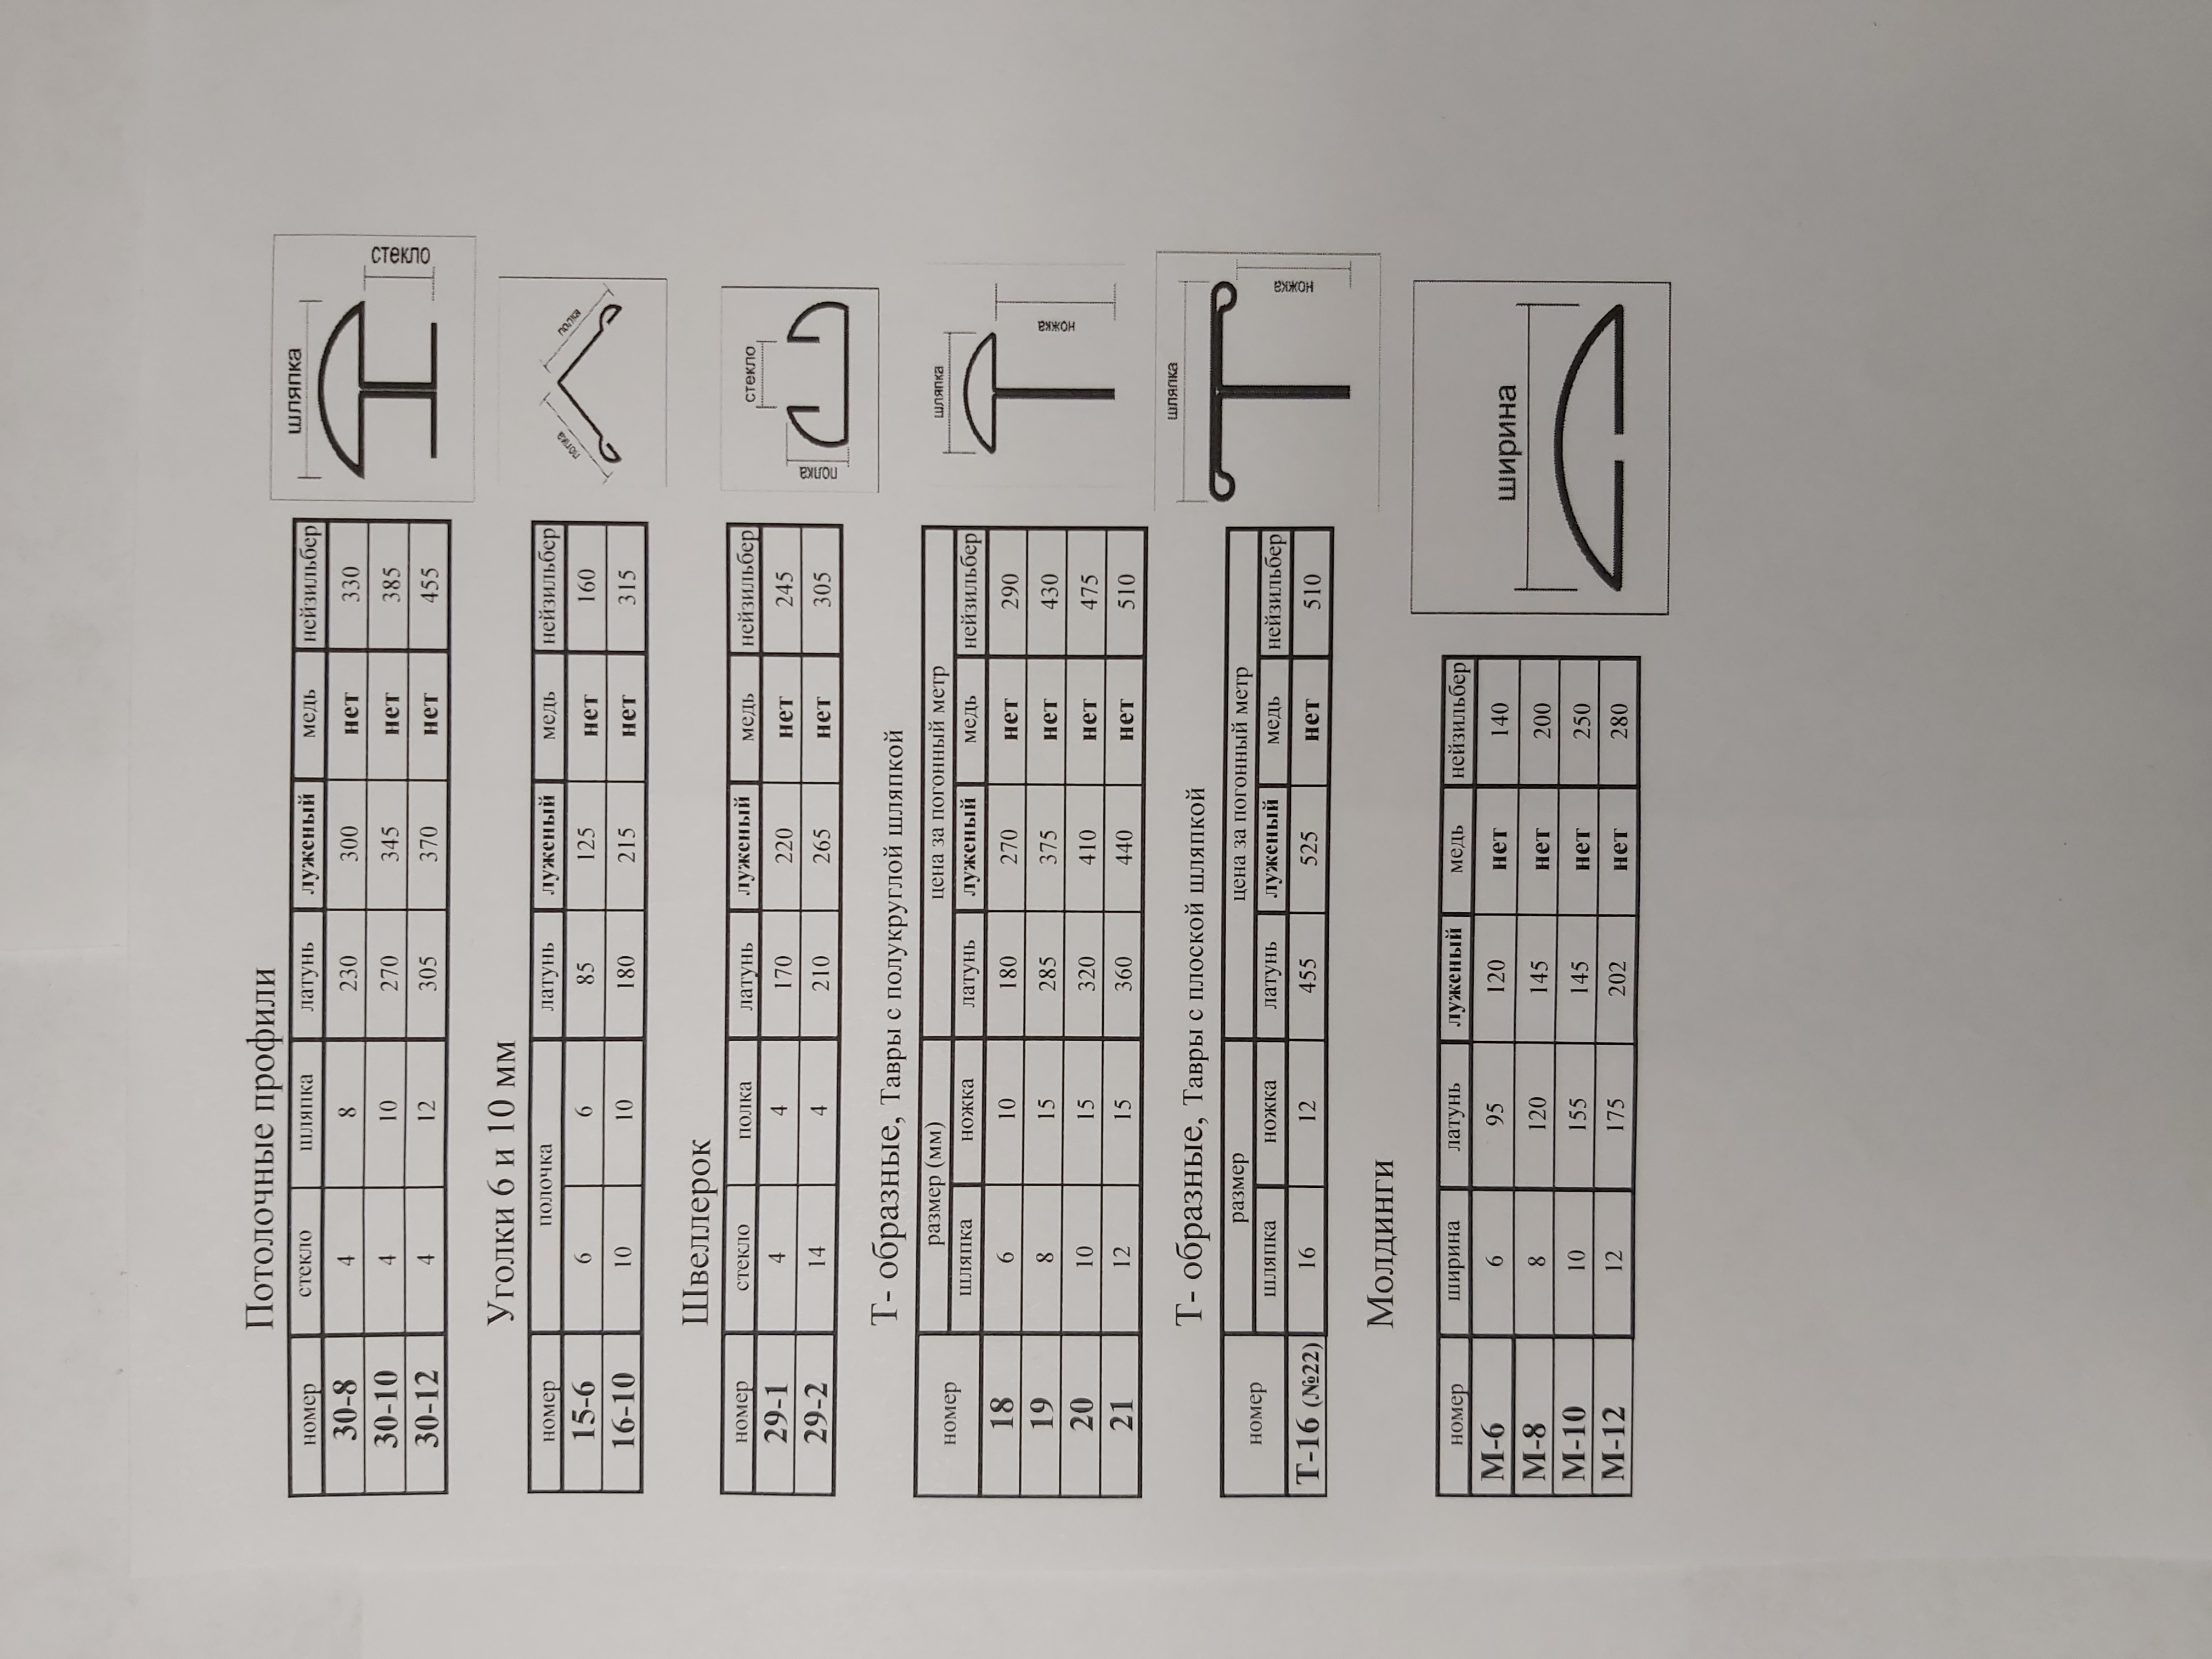 Потолочные профили
номер стекло шляпка латунь луженый медь нейзильбер
30-8 4 8 230 300 нет 330
30-10 4 10 270 345 нет 385
30-12 4 12 305 370 нет 455
шляпка
стекло
Уголки 6 и 10 мм
номер полочка латунь луженый медь нейзильбер
15-6 6 6 85 125 нет 160
16-10 10 10 180 215 нет 315
полка полка
Швеллерок
номер стекло полка латунь луженый медь нейзильбер
29-1 4 4 170 220 нет 245
29-2 14 4 210 265 нет 305
стекло
полка
Т- образные, Тавры с полукруглой шляпкой
номер размер (мм) цена за погонный метр
шляпка ножка латунь луженый медь нейзильбер
18 6 10 180 270 нет 290
19 8 15 285 375 нет 430
20 10 15 320 410 нет 475
21 12 15 360 440 нет 510
шляпка
ножка
Т- образные, Тавры с плоской шляпкой
номер размер цена за погонный метр
шляпка ножка латунь луженый медь нейзильбер
Т-16 (№22) 16 12 455 525 нет 510
шляпка
ножка
Молдинги
номер ширина латунь луженый медь нейзильбер
М-6 6 95 120 нет 140
М-8 8 120 145 нет 200
М-10 10 155 145 нет 250
М-12 12 175 202 нет 280
ширина